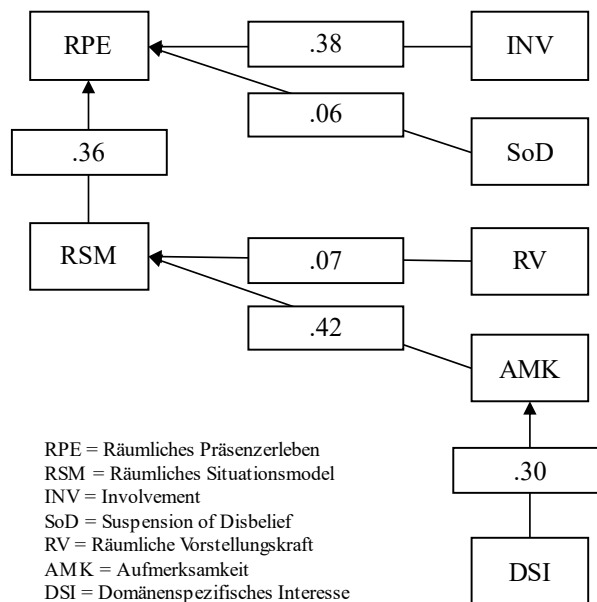 RPE
.38
INV
.06
SoD
.36
RSM
.07
RV
.42
AMK
.30
DSI
RPE = Räumliches Präsenzerleben
RSM = Räumliches Situationsmodel
INV = Involvement
SoD = Suspension of Disbelief
RV = Räumliche Vorstellungskraft
AMK = Aufmerksamkeit
DSI = Domänenspezifisches Interesse